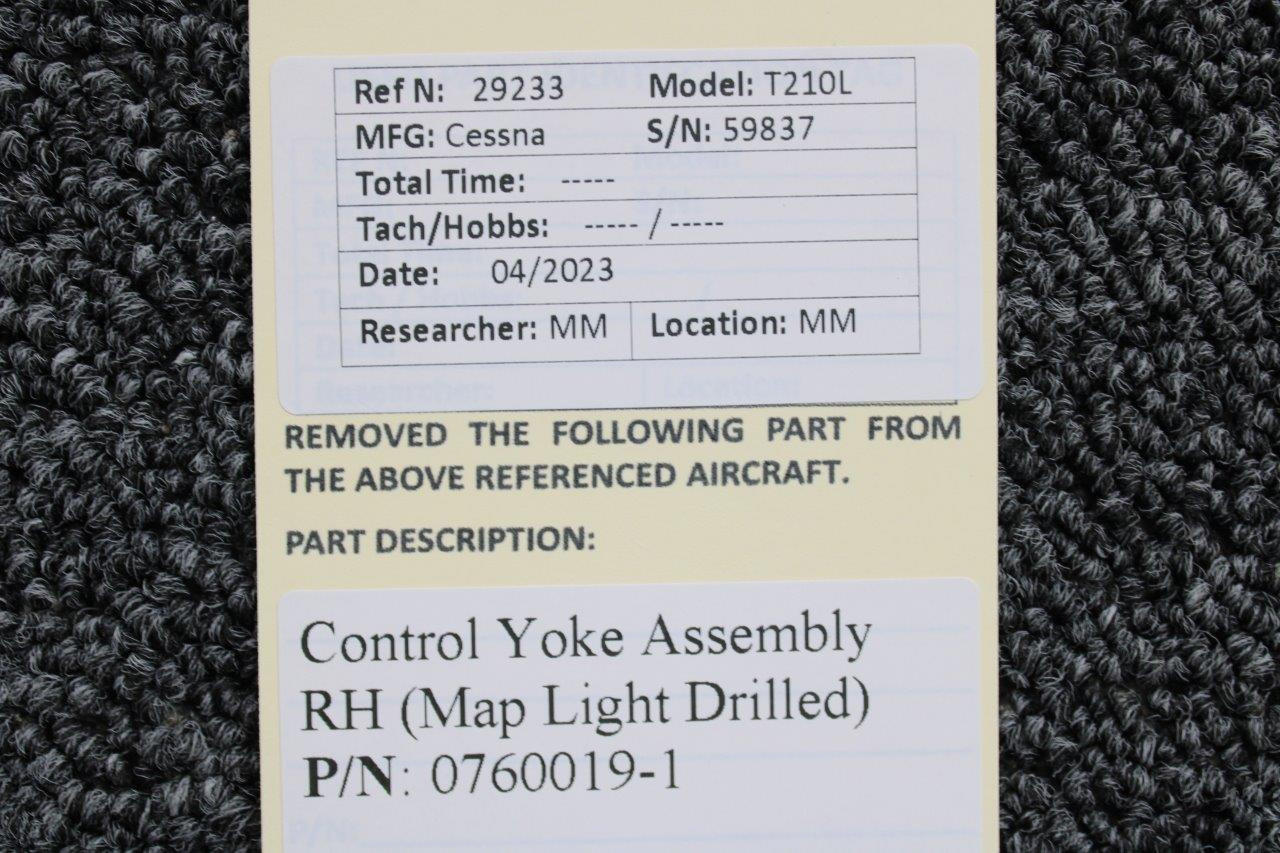 Ref N: 29233 Model: T210L
MFG: Cessna S/N: 59837
Total Time: -----
Tach/Hobbs: ----- / -----
Date: 04/2023
Researcher: MM Location: MM
REMOVED THE FOLLOWING PART FROM
THE ABOVE REFERENCED AIRCRAFT.
PART DESCRIPTION:
Control Yoke Assembly
RH (Map Light Drilled)
P/N: 0760019-1
P/N: